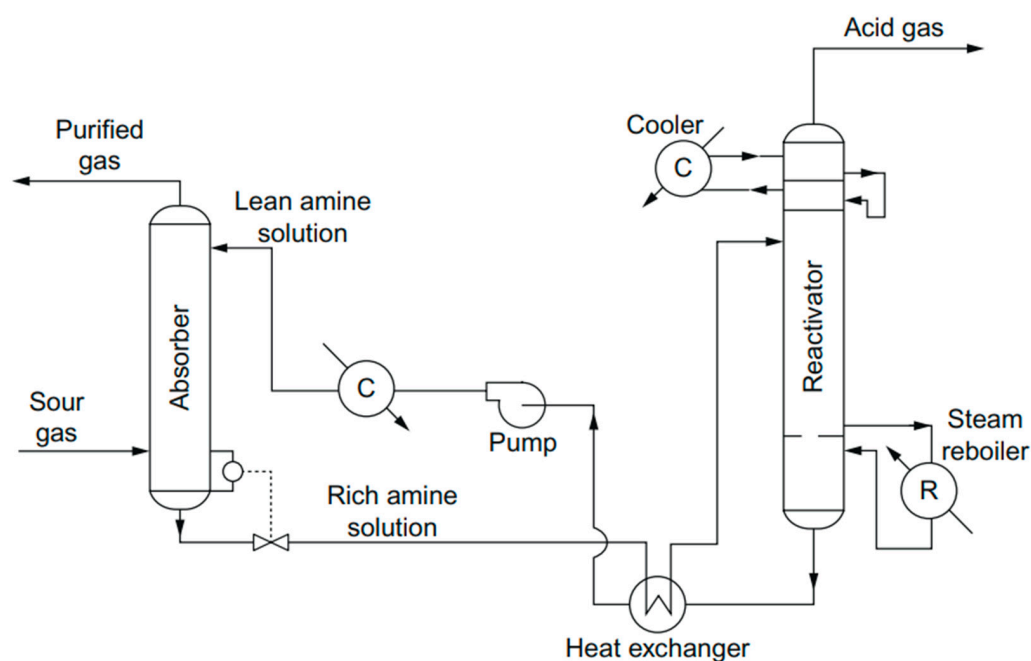 Acid gas
Cooler
C
Purified
gas
Lean amine
solution
Absorber
Reactivator
C
Pump
Sour
gas
Steam
reboiler
R
Rich amine
solution
Heat exchanger